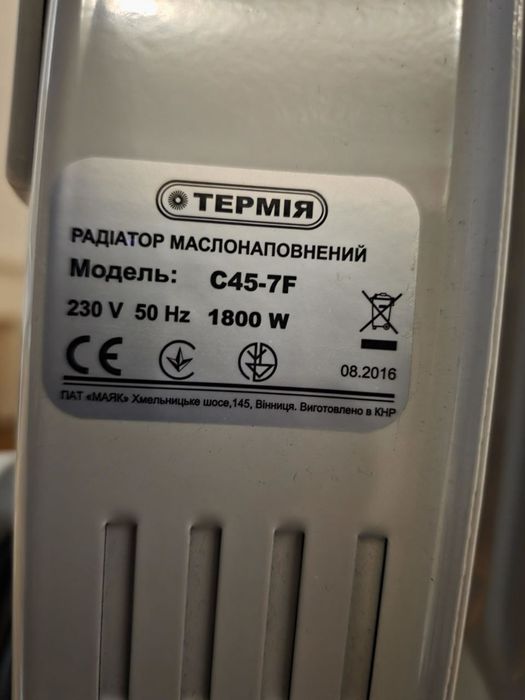 ТЕРМІЯ
РАДІАТОР МАСЛОНАПОВНЕНИЙ
Модель: C45-7F
230 V 50 Hz 1800 W
CE
08.2016
ПАТ «МАЯК» Хмельницьке шосе,145, Вінниця. Виготовлено в КНР